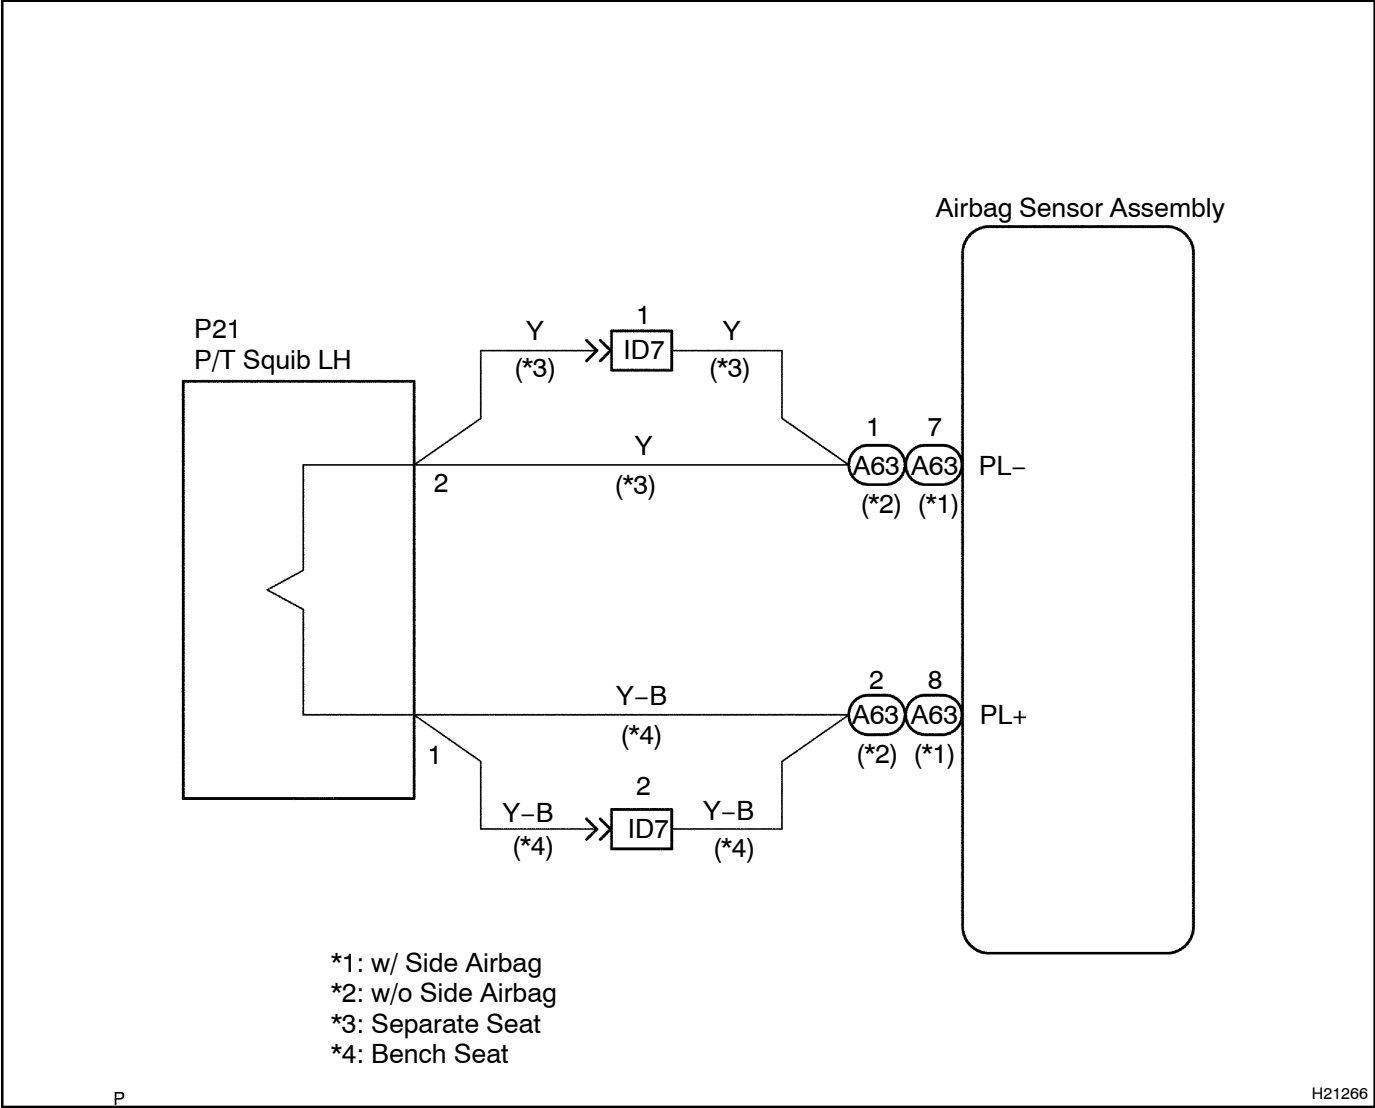 Airbag Sensor Assembly
P21
P/T Squib LH
1
Y
ID7
Y
(*3)
(*3)
Y
(*3)
2
1
7
A63
A63
PL−
(*2)
(*1)
Y−B
(*4)
1
2
8
A63
A63
PL+
(*2)
(*1)
2
Y−B
ID7
Y−B
(*4)
(*4)
*1: w/ Side Airbag
*2: w/o Side Airbag
*3: Separate Seat
*4: Bench Seat
P
H21266